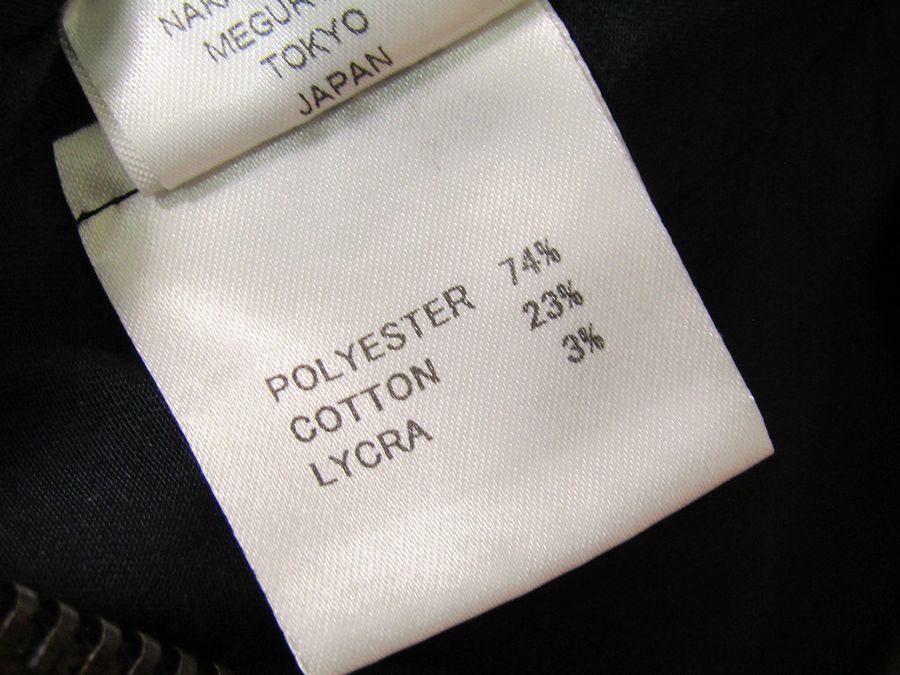 TOKYO
JAPAN
POLYESTER 74%
COTTON 23%
LYCRA 3%